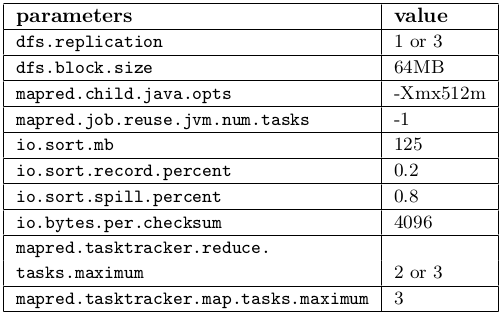 parameters value
dfs.replication 1 or 3
dfs.block.size 64MB
mapred.child.java.opts -Xmx512m
mapred.job.reuse.jvm.num.tasks -1
io.sort.mb 125
io.sort.record.percent 0.2
io.sort.spill.percent 0.8
io.bytes.per.checksum 4096
mapred.tasktracker.reduce.
tasks.maximum 2 or 3
mapred.tasktracker.map.tasks.maximum 3